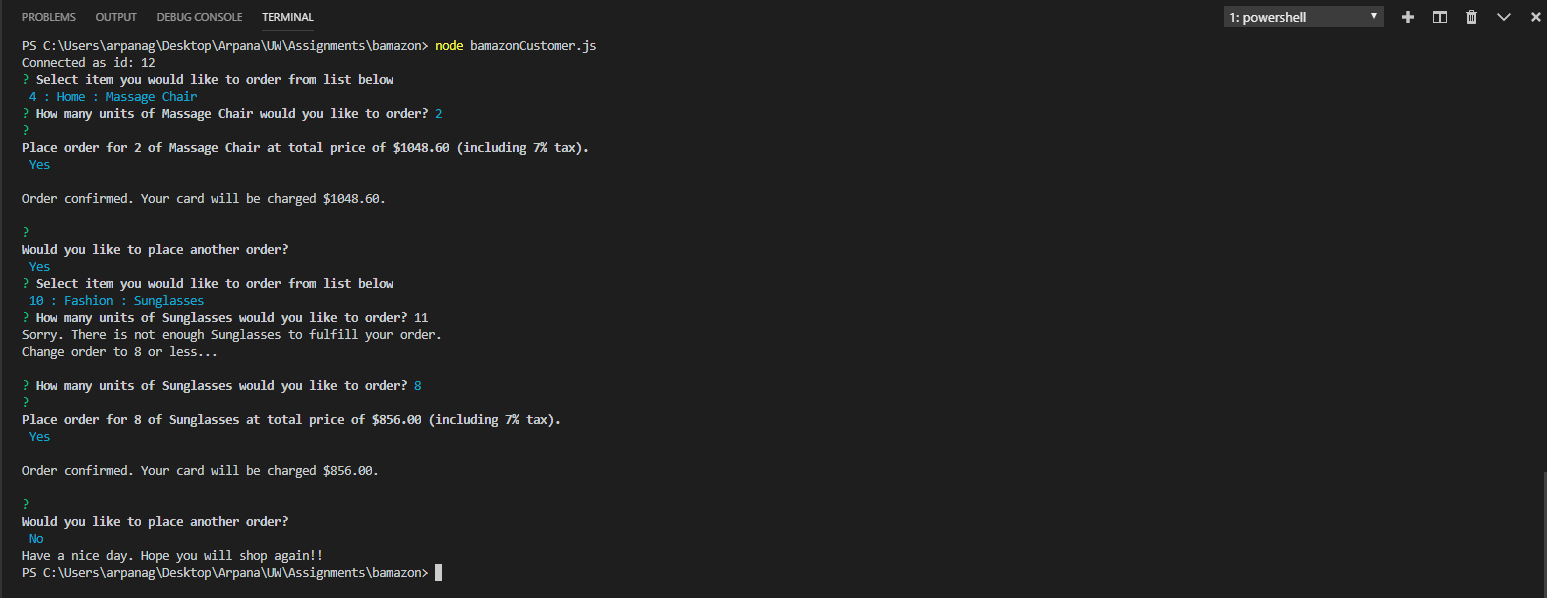 PROBLEMS OUTPUT DEBUG CONSOLE TERMINAL 1: powershell
PS C:\Users\arpanag\Desktop\Arpana\UW\Assignments\bamazon> node bamazonCustomer.js
Connected as id: 12
? Select item you would like to order from list below
4 : Home : Massage Chair
? How many units of Massage Chair would you like to order? 2
?
Place order for 2 of Massage Chair at total price of $1048.60 (including 7% tax).
Yes
Order confirmed. Your card will be charged $1048.60.
?
Would you like to place another order?
Yes
? Select item you would like to order from list below
10 : Fashion : Sunglasses
? How many units of Sunglasses would you like to order? 11
Sorry. There is not enough Sunglasses to fulfill your order.
Change order to 8 or less...
? How many units of Sunglasses would you like to order? 8
?
Place order for 8 of Sunglasses at total price of $856.00 (including 7% tax).
Yes
Order confirmed. Your card will be charged $856.00.
?
Would you like to place another order?
No
Have a nice day. Hope you will shop again!!
PS C:\Users\arpanag\Desktop\Arpana\UW\Assignments\bamazon>